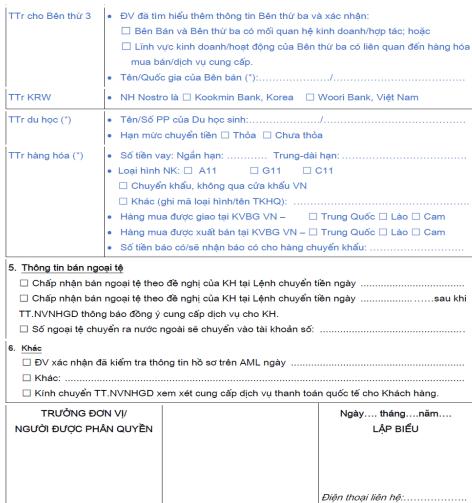 TTr cho Bên thứ 3
• ĐV đã tìm hiểu thêm thông tin Bên thứ ba và xác nhận:
☐ Bên Bán và Bên thứ ba có mối quan hệ kinh doanh/hợp tác; hoặc
☐ Lĩnh vực kinh doanh/hoạt động của Bên thứ ba có liên quan đến hàng hóa
mua bán/dịch vụ cung cấp.
• Tên/Quốc gia của Bên bán (*):……………………/……………………………
TTr KRW
• NH Nostro là ☐ Kookmin Bank, Korea ☐ Woori Bank, Việt Nam
TTr du học (*)
• Tên/Số PP của Du học sinh:……………………/……………………………
• Hạn mức chuyển tiền ☐ Thỏa ☐ Chưa thỏa
TTr hàng hóa (*)
• Số tiền vay: Ngắn hạn: ………… Trung-dài hạn: ……………………………
• Loại hình NK: ☐ A11 ☐ G11 ☐ C11
☐ Chuyển khẩu, không qua cửa khẩu VN
☐ Khác (ghi mã loại hình/tên TKHQ): ……………………………………
• Hàng mua được giao tại KVBG VN – ☐ Trung Quốc ☐ Lào ☐ Cam
• Hàng mua được xuất bán tại KVBG VN – ☐ Trung Quốc ☐ Lào ☐ Cam
• Số tiền báo có/sẽ nhận báo có cho hàng chuyển khẩu: ……………………
5. Thông tin bán ngoại tệ
☐ Chấp nhận bán ngoại tệ theo đề nghị của KH tại Lệnh chuyển tiền ngày ……………………………
☐ Chấp nhận bán ngoại tệ theo đề nghị của KH tại Lệnh chuyển tiền ngày ……………………sau khi
TT.NVNHGD thông báo đồng ý cung cấp dịch vụ cho KH.
☐ Số ngoại tệ chuyển ra nước ngoài sẽ chuyển vào tài khoản số: ……………………………
6. Khác
☐ ĐV xác nhận đã kiểm tra thông tin hồ sơ trên AML ngày ……………………………
☐ Khác: ……………………………………………………………………
☐ Kính chuyển TT.NVNHGD xem xét cung cấp dịch vụ thanh toán quốc tế cho Khách hàng.
TRƯỞNG ĐƠN VỊ/
NGƯỜI ĐƯỢC PHÂN QUYỀN
Ngày…. tháng….năm….
LẬP BIỂU
Điện thoại liên hệ:…………………